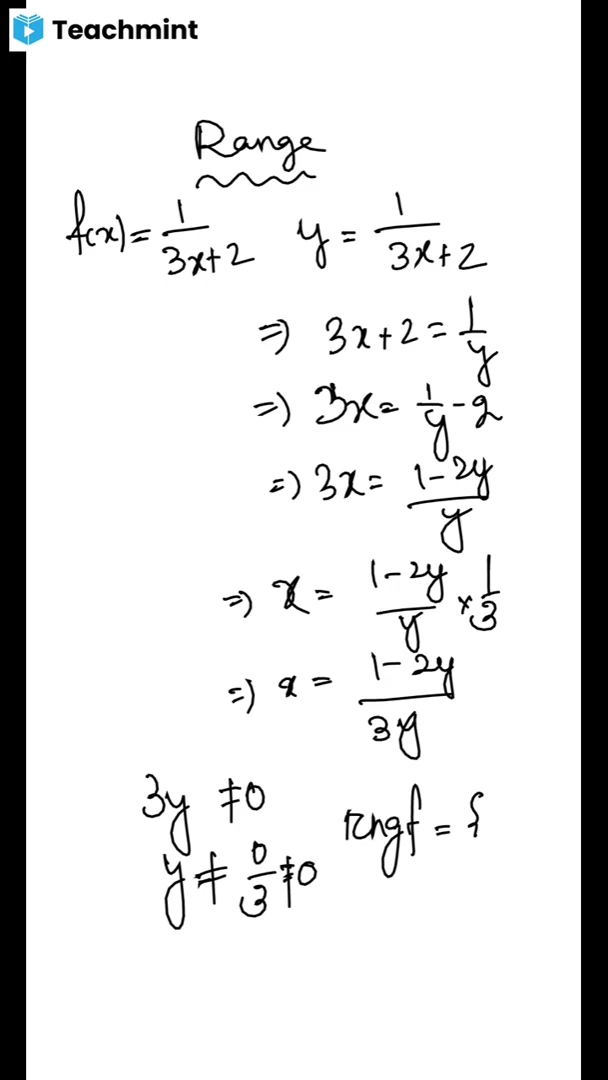 Teachmint
Range
f(x) = 1/(3x+2) y = 1/(3x+2)
⇒ 3x+2 = 1/y
⇒ 3x = 1/y - 2
⇒ 3x = (1-2y)/y
⇒ x = (1-2y)/y × 1/3
⇒ x = (1-2y)/(3y)
3y ≠ 0
rngf = {
y ≠ 0/3 ≠ 0